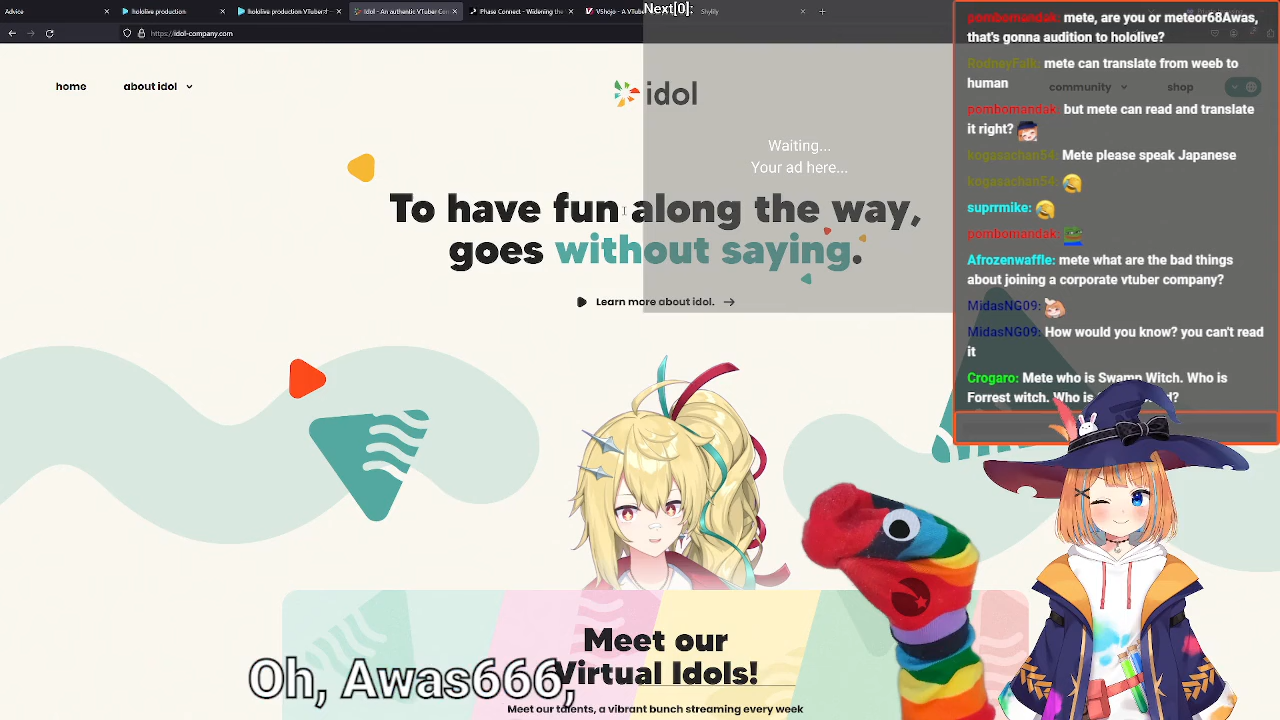 Advice
hololive production
hololive production VTuberF
idol - An authentic VTuber Co
Phase Connect - Widening the
VShojo - A VTube
Shylily
Next[0]:
https://idol-company.com
home
about idol
idol
community
shop
Waiting...
Your ad here...
To have fun along the way,
goes without saying.
Learn more about idol.
Meet our
Virtual Idols!
Meet our talents, a vibrant bunch streaming every week
Oh, Awas666,
pombomandak: mete, are you or meteor68Awas,
that's gonna audition to hololive?
RodneyFalk: mete can translate from weeb to
human
pombomandak: but mete can read and translate
it right?
kogasachan54: Mete please speak Japanese
kogasachan54:
suprrmike:
pombomandak:
Afrozenwaffle: mete what are the bad things
about joining a corporate vtuber company?
MidasNG09:
MidasNG09: How would you know? you can't read
it
Crogaro: Mete who is Swamp Witch. Who is
Forrest witch. Who is